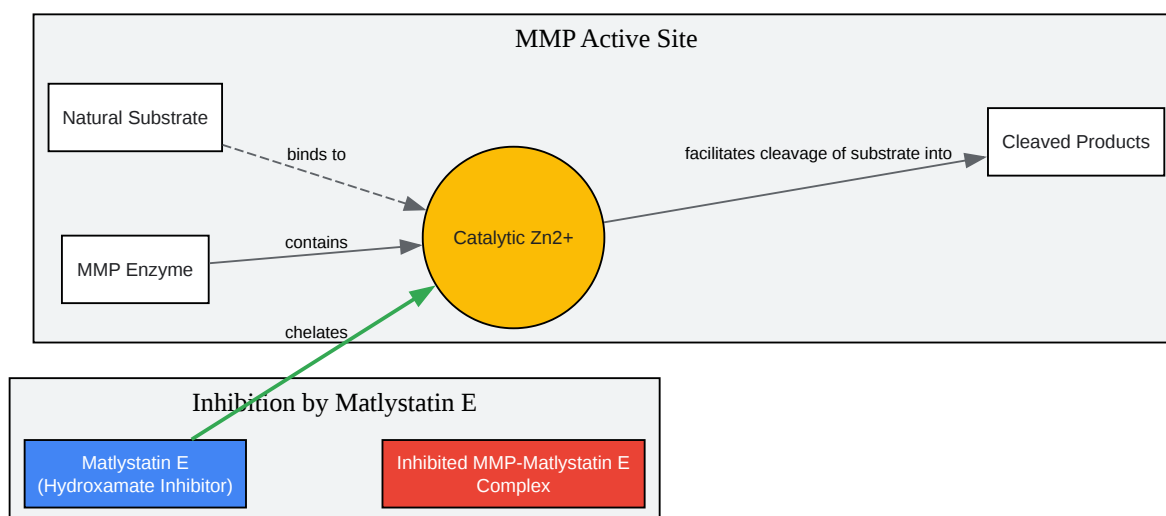 MMP Active Site
Natural Substrate
binds to
facilitates cleavage of substrate into
Cleaved Products
MMP Enzyme
contains
Catalytic Zn2+
chelates
Inhibition by Matlystatin E
Matlystatin E
(Hydroxamate Inhibitor)
Inhibited MMP-Matlystatin E
Complex